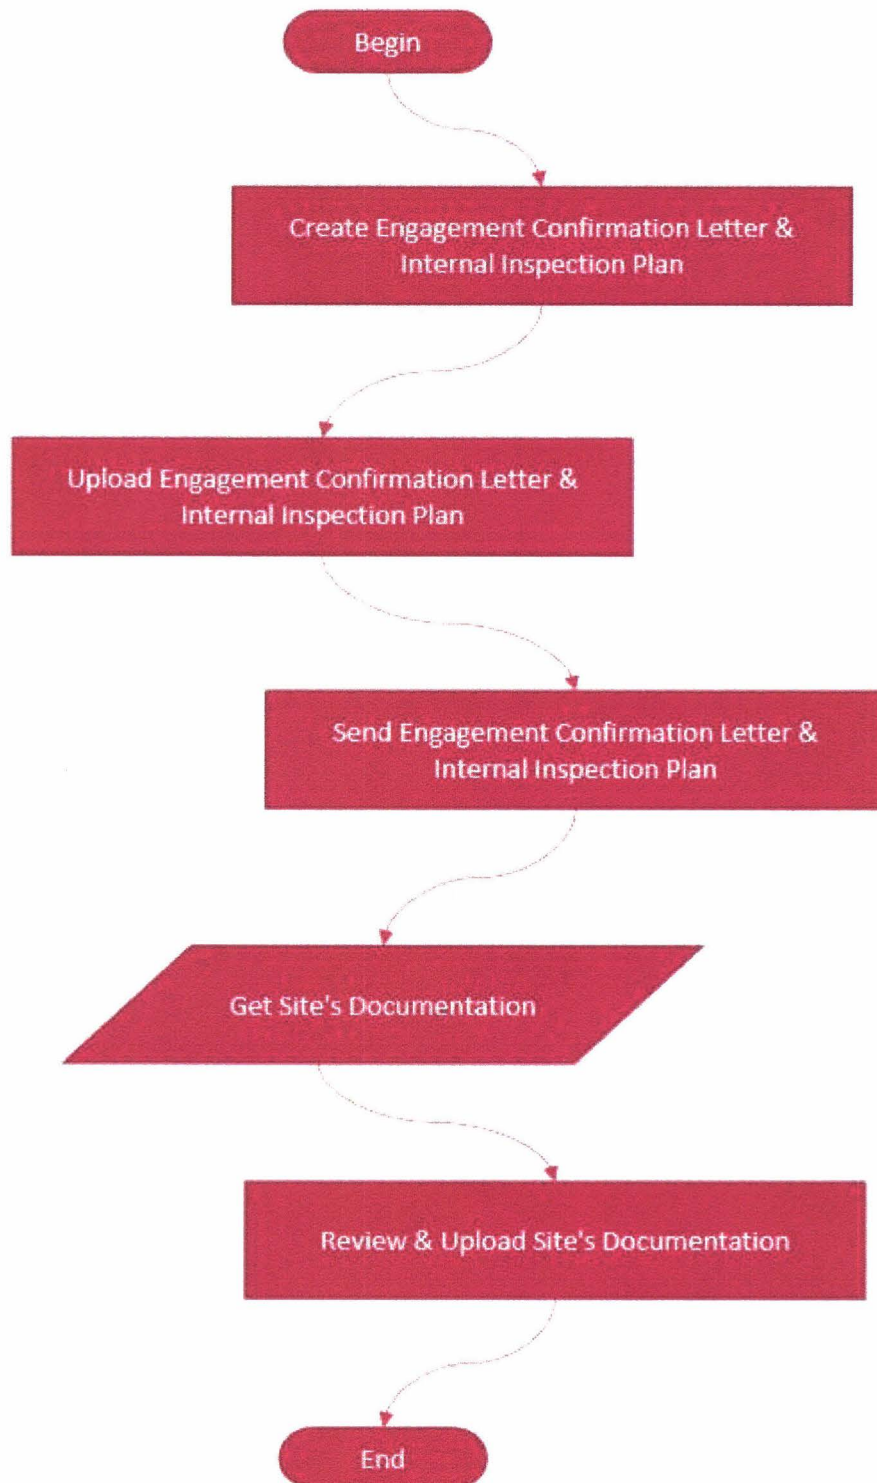 Begin
Create Engagement Confirmation Letter &
Internal Inspection Plan
Upload Engagement Confirmation Letter &
Internal Inspection Plan
Send Engagement Confirmation Letter &
Internal Inspection Plan
Get Site's Documentation
Review & Upload Site's Documentation
End